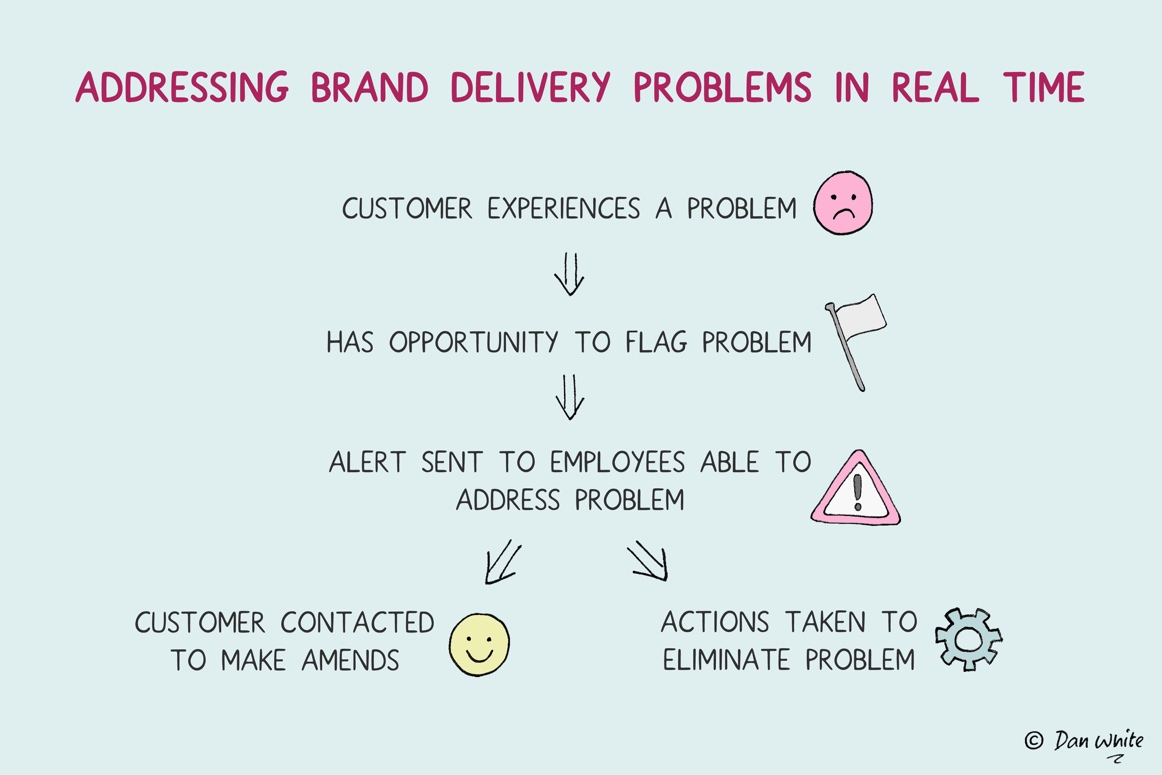 ADDRESSING BRAND DELIVERY PROBLEMS IN REAL TIME
CUSTOMER EXPERIENCES A PROBLEM
HAS OPPORTUNITY TO FLAG PROBLEM
ALERT SENT TO EMPLOYEES ABLE TO
ADDRESS PROBLEM
CUSTOMER CONTACTED
TO MAKE AMENDS
ACTIONS TAKEN TO
ELIMINATE PROBLEM
© Dan White